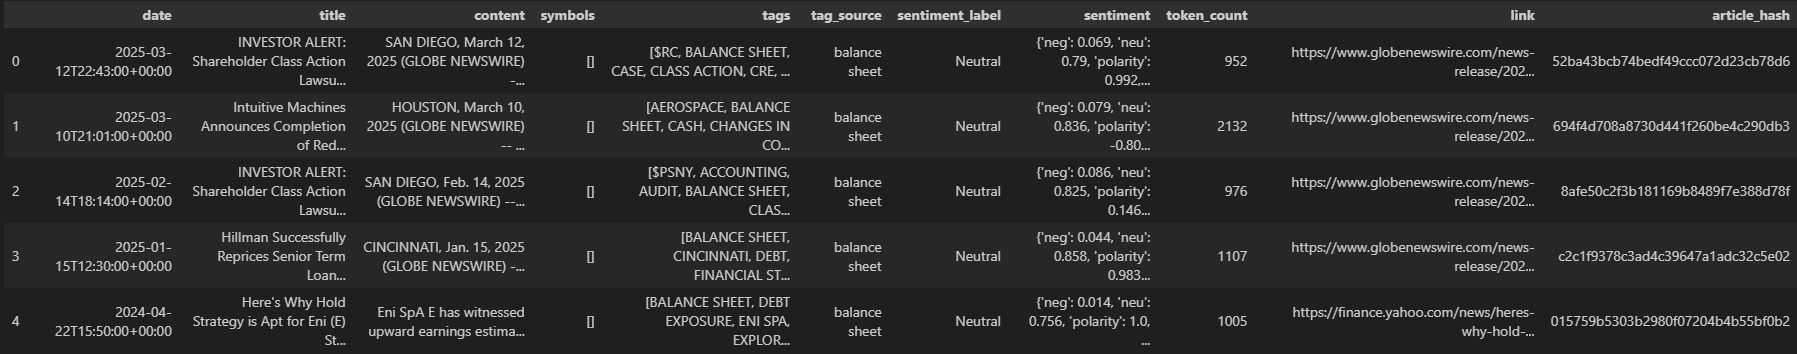 date title content symbols tags tag_source sentiment_label sentiment token_count link article_hash
0
2025-03-
12T22:43:00+00:00
INVESTOR ALERT:
Shareholder Class Action
Lawsu...
SAN DIEGO, March 12,
2025 (GLOBE NEWSWIRE)
-...
[]
[$RC, BALANCE SHEET,
CASE, CLASS ACTION, CRE, ...
balance
sheet
Neutral
{'neg': 0.069, 'neu':
0.79, 'polarity':
0.992,...
952
https://www.globenewswire.com/news-
release/202...
52ba43bcb74bedf49ccc072d23cb78d6
1
2025-03-
10T21:01:00+00:00
Intuitive Machines
Announces Completion
of Red...
HOUSTON, March 10,
2025 (GLOBE NEWSWIRE)
-- ...
[]
[AEROSPACE, BALANCE
SHEET, CASH, CHANGES IN
CO...
balance
sheet
Neutral
{'neg': 0.079, 'neu':
0.836, 'polarity':
-0.80...
2132
https://www.globenewswire.com/news-
release/202...
694f4d708a8730d441f260be4c290db3
2
2025-02-
14T18:14:00+00:00
INVESTOR ALERT:
Shareholder Class Action
Lawsu...
SAN DIEGO, Feb. 14, 2025
(GLOBE NEWSWIRE) --...
[]
[$PSNY, ACCOUNTING,
AUDIT, BALANCE SHEET,
CLAS...
balance
sheet
Neutral
{'neg': 0.086, 'neu':
0.825, 'polarity':
0.146...
976
https://www.globenewswire.com/news-
release/202...
8afe50c2f3b181169b8489f7e388d78f
3
2025-01-
15T12:30:00+00:00
Hillman Successfully
Reprices Senior Term
Loan...
CINCINNATI, Jan. 15, 2025
(GLOBE NEWSWIRE) -...
[]
[BALANCE SHEET,
CINCINNATI, DEBT,
FINANCIAL ST...
balance
sheet
Neutral
{'neg': 0.044, 'neu':
0.858, 'polarity':
0.983...
1107
https://www.globenewswire.com/news-
release/202...
c2c1f9378c3ad4c39647a1adc32c5e02
4
2024-04-
22T15:50:00+00:00
Here's Why Hold
Strategy is Apt for Eni (E)
St...
Eni SpA E has witnessed
upward earnings estima...
[]
[BALANCE SHEET, DEBT
EXPOSURE, ENI SPA,
EXPLOR...
balance
sheet
Neutral
{'neg': 0.014, 'neu':
0.756, 'polarity': 1.0,
...
1005
https://finance.yahoo.com/news/heres-
why-hold-...
015759b5303b2980f07204b4b55bf0b2